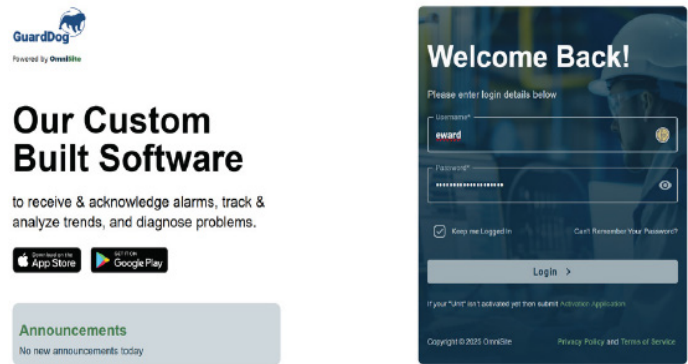 GuardDog
Powered by OmniSite
Our Custom
Built Software
to receive & acknowledge alarms, track &
analyze trends, and diagnose problems.
Download on the
App Store
GET IT ON
Google Play
Announcements
No new announcements today
Welcome Back!
Please enter login details below
Username*
eward
Password*
••••••••••••••••••••
Keep me Logged In
Can't Remember Your Password?
Login >
If your "Unit" isn't activated yet then submit Activation Application
Copyright © 2025 OmniSite
Privacy Policy and Terms of Service